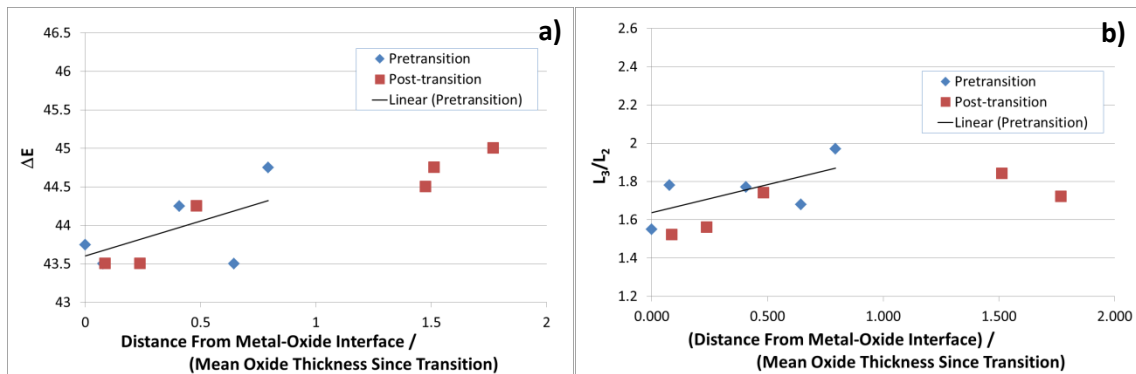 a)
46.5
46
45.5
45
44.5
44
43.5
43
ΔE
Pretransition
Post-transition
Linear (Pretransition)
0
0.5
1
1.5
2
Distance From Metal-Oxide Interface /
(Mean Oxide Thickness Since Transition)
b)
2.6
2.4
2.2
2
1.8
1.6
1.4
1.2
L₃/L₂
Pretransition
Post-transition
Linear (Pretransition)
0.000
0.500
1.000
1.500
2.000
(Distance From Metal-Oxide Interface) /
(Mean Oxide Thickness Since Transition)